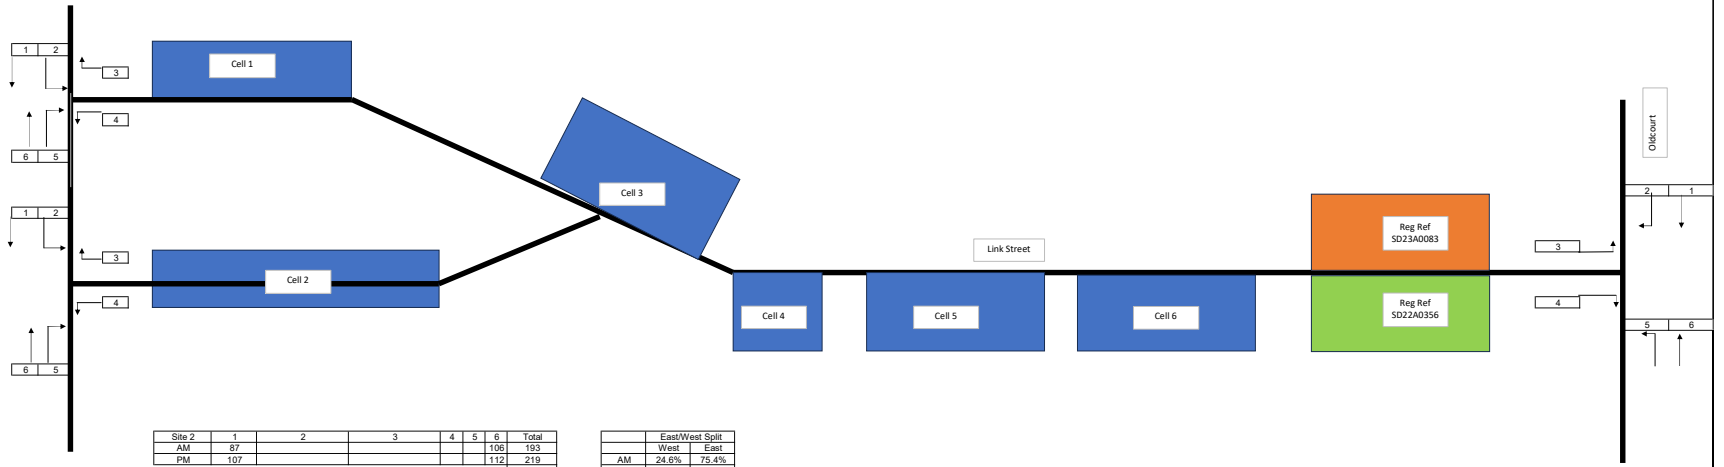 1 2
3
Cell 1
4
6 5
Cell 3
Oldcourt
2 1
1 2
Reg Ref
SD23A0083
3
Link Street
3
Cell 2
4
Cell 4
Cell 5
Cell 6
Reg Ref
SD22A0356
4
5 6
6 5
Site 2 1 2 3 4 5 6 Total
AM 87 106 193
PM 107 112 219
East/West Split
West East
AM 24.6% 75.4%